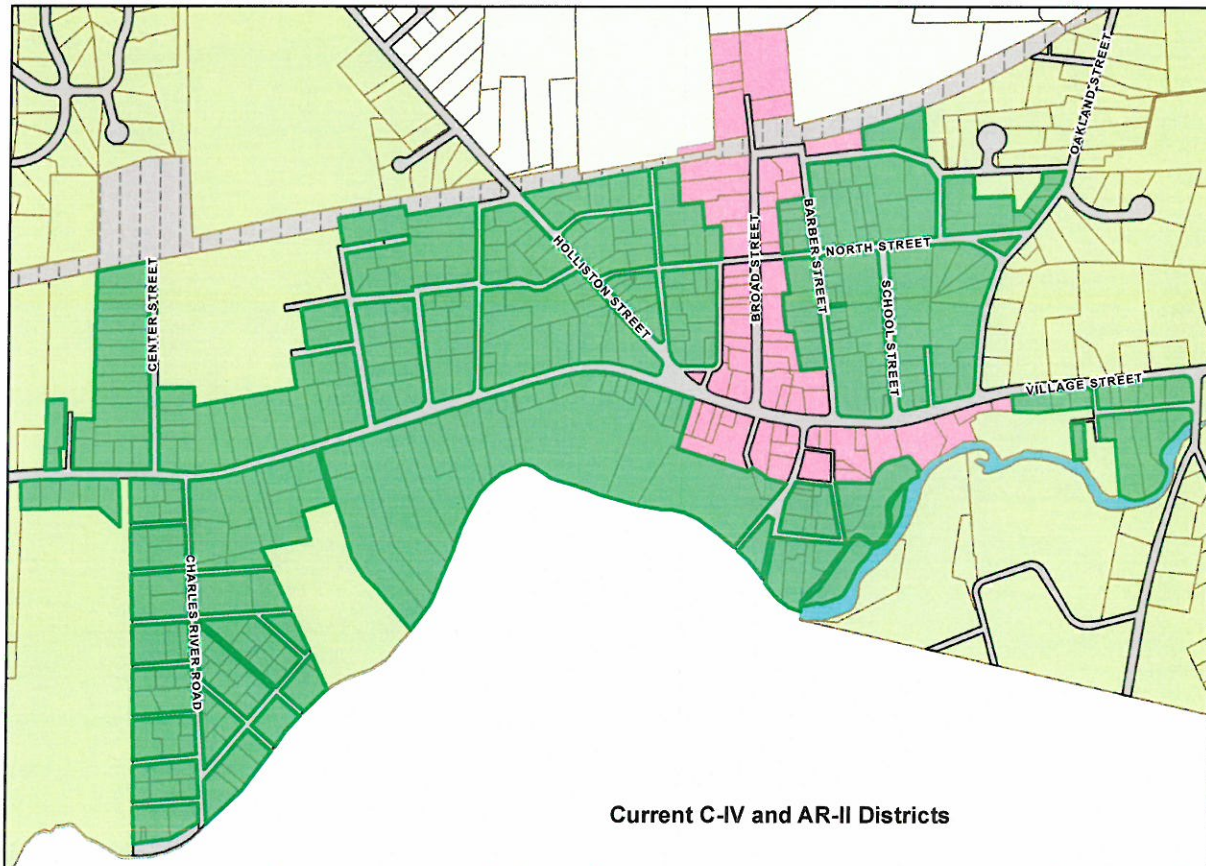 OAKLAND STREET
BARBER STREET
BROAD STREET
NORTH STREET
HOLLISTON STREET
CENTER STREET
SCHOOL STREET
VILLAGE STREET
CHARLES RIVER ROAD
Current C-IV and AR-II Districts